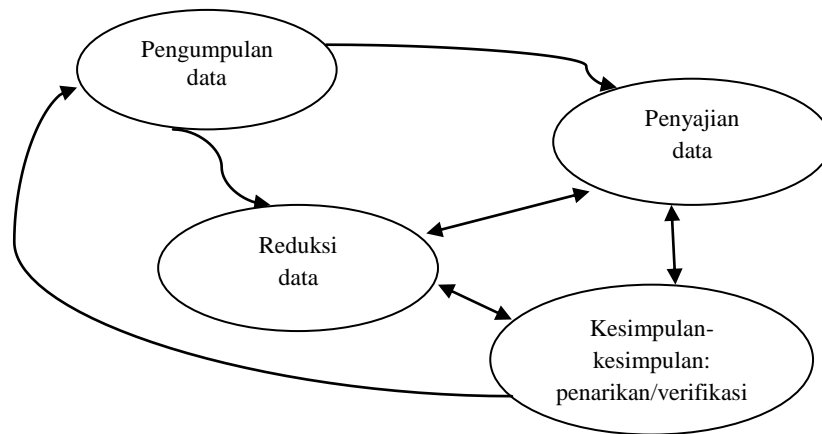 Pengumpulan
data
Penyajian
data
Reduksi
data
Kesimpulan-
kesimpulan:
penarikan/verifikasi